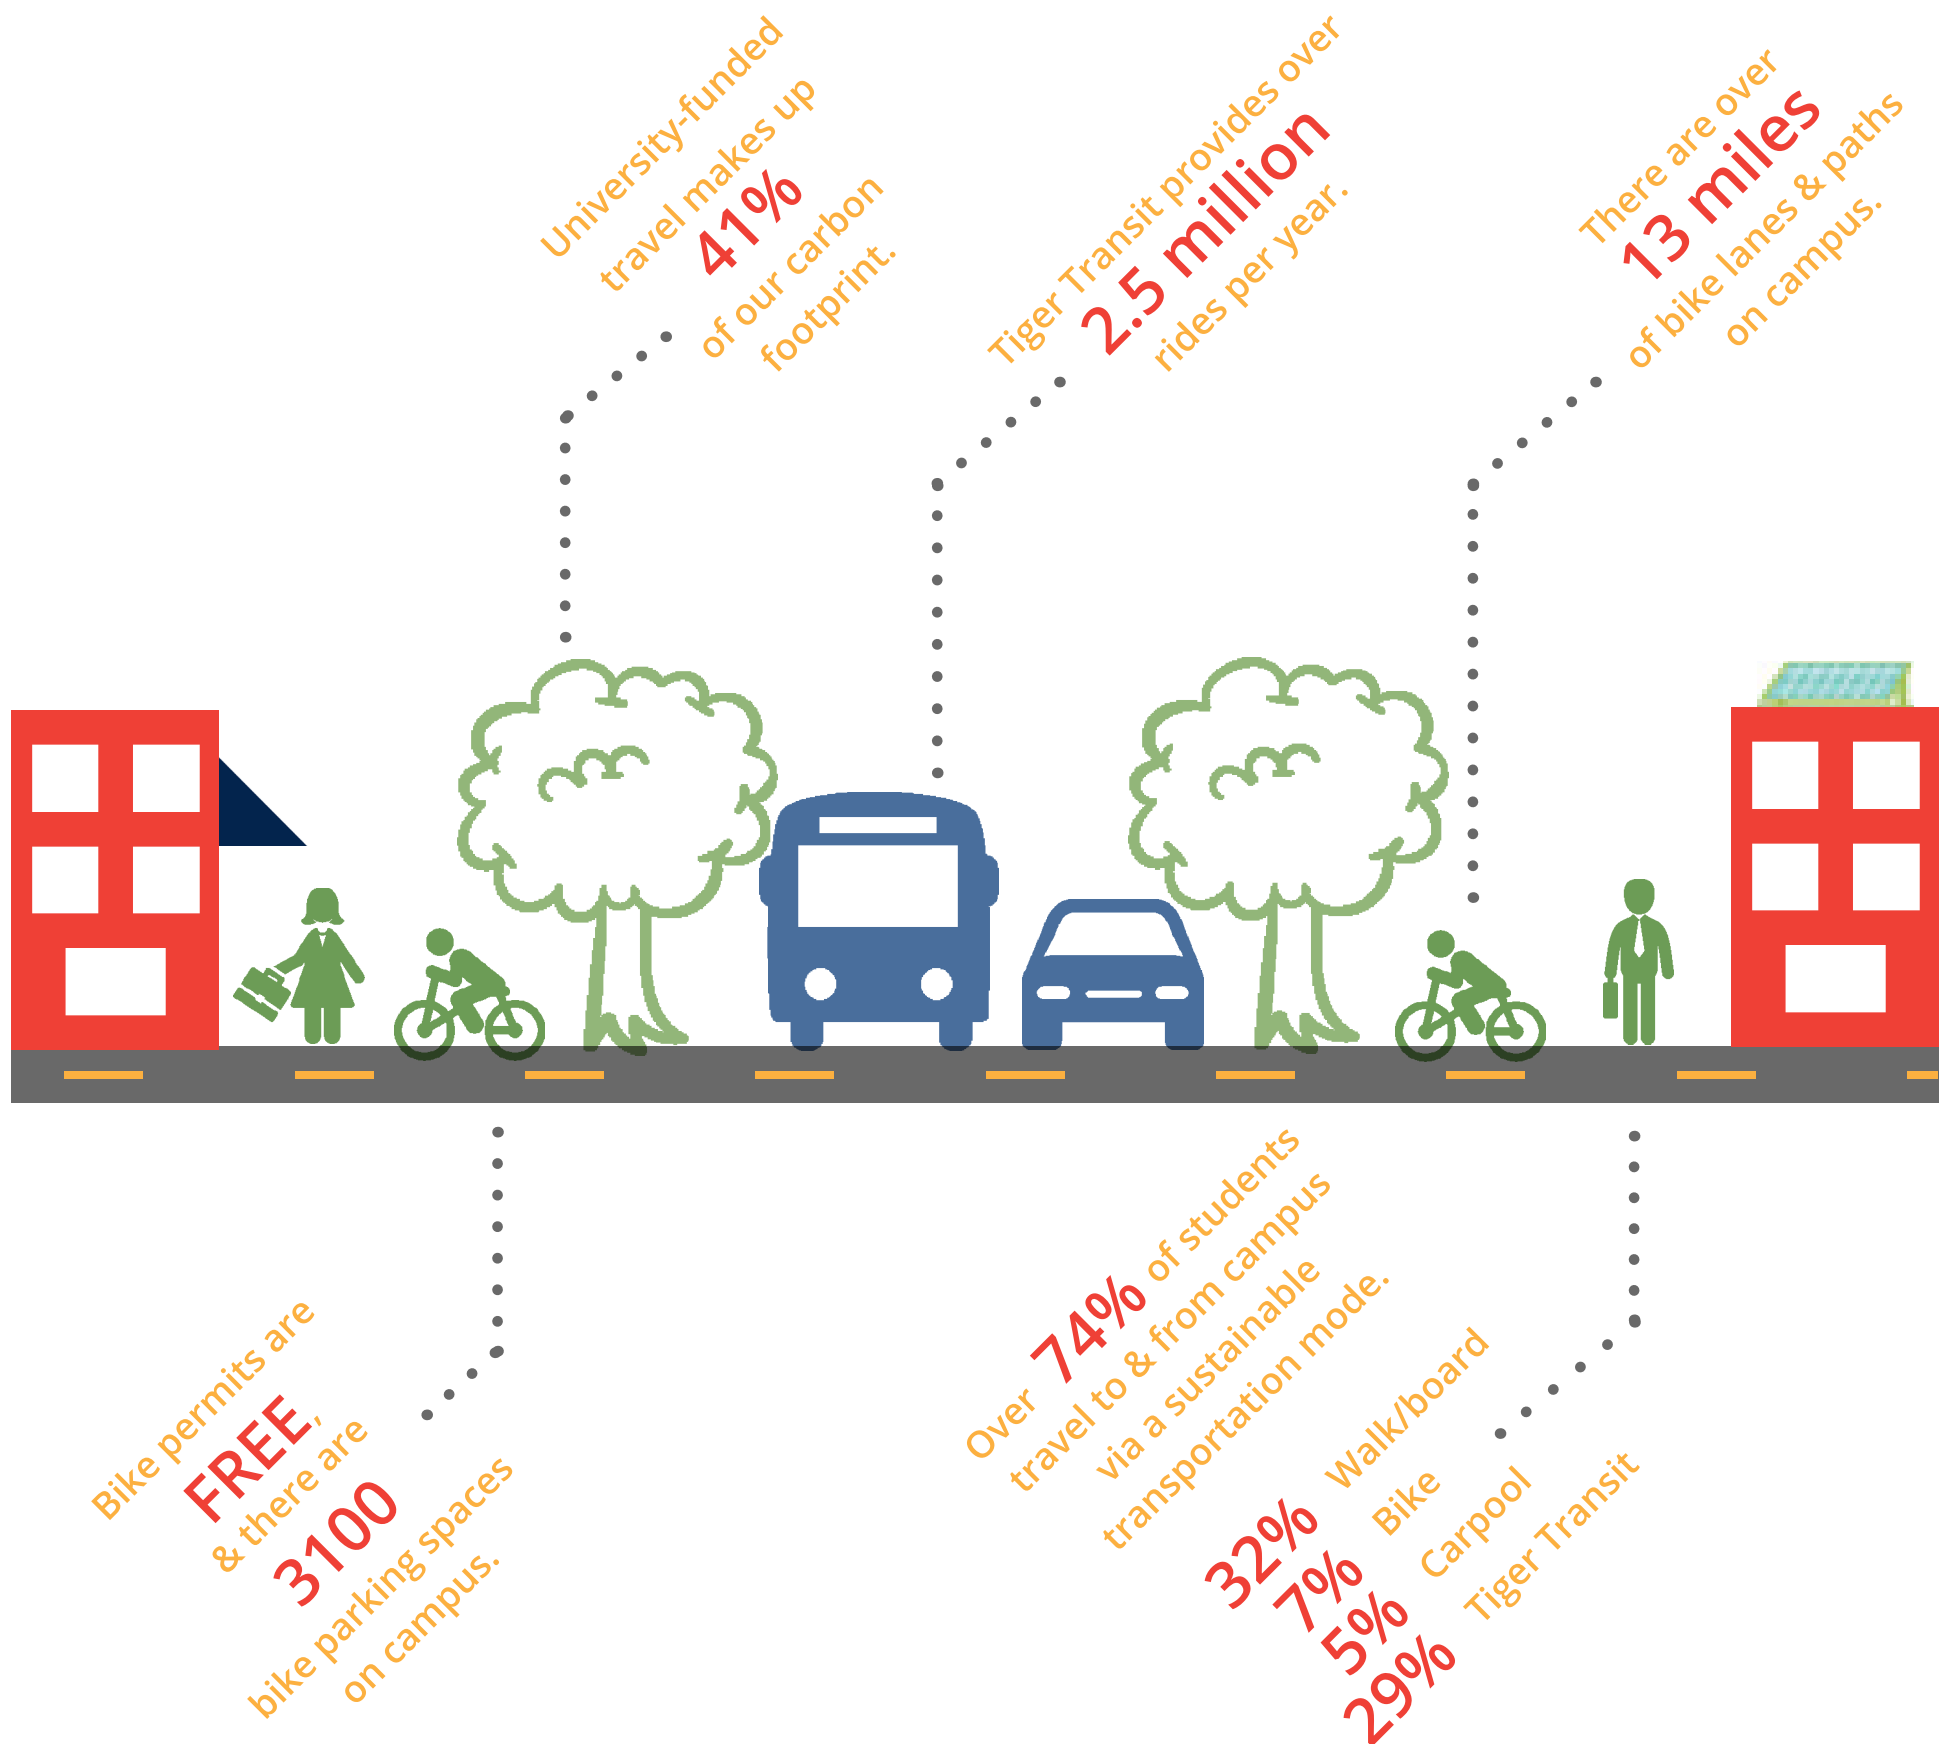 University-funded
travel makes up
41%
of our carbon
footprint.
Tiger Transit provides over
2.5 million
rides per year.
There are over
13 miles
of bike lanes & paths
on campus.
Bike permits are
FREE,
& there are
3100
bike parking spaces
on campus.
Over 74% of students
travel to & from campus
via a sustainable
transportation mode.
32% Walk/board
7% Bike
5% Carpool
29% Tiger Transit